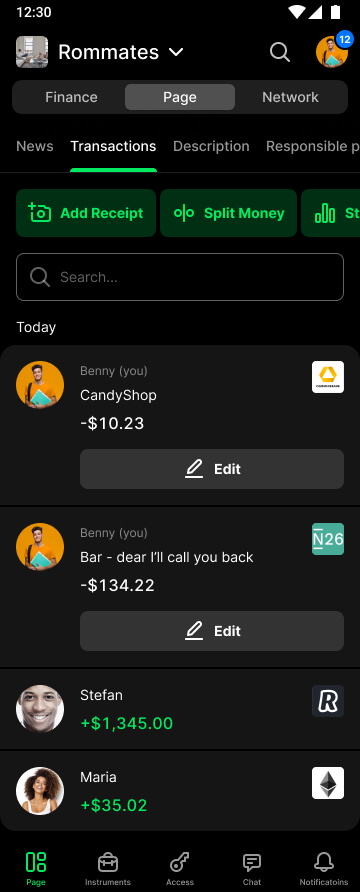 12:30
Rommates
12
Finance Page Network
News Transactions Description Responsible p
Add Receipt Split Money St
Search...
Today
Benny (you)
CandyShop
-$10.23
Edit
Benny (you)
N26
Bar - dear I'll call you back
-$134.22
Edit
Stefan
R
+$1,345.00
Maria
+$35.02
Page Instruments Access Chat Notificatoins